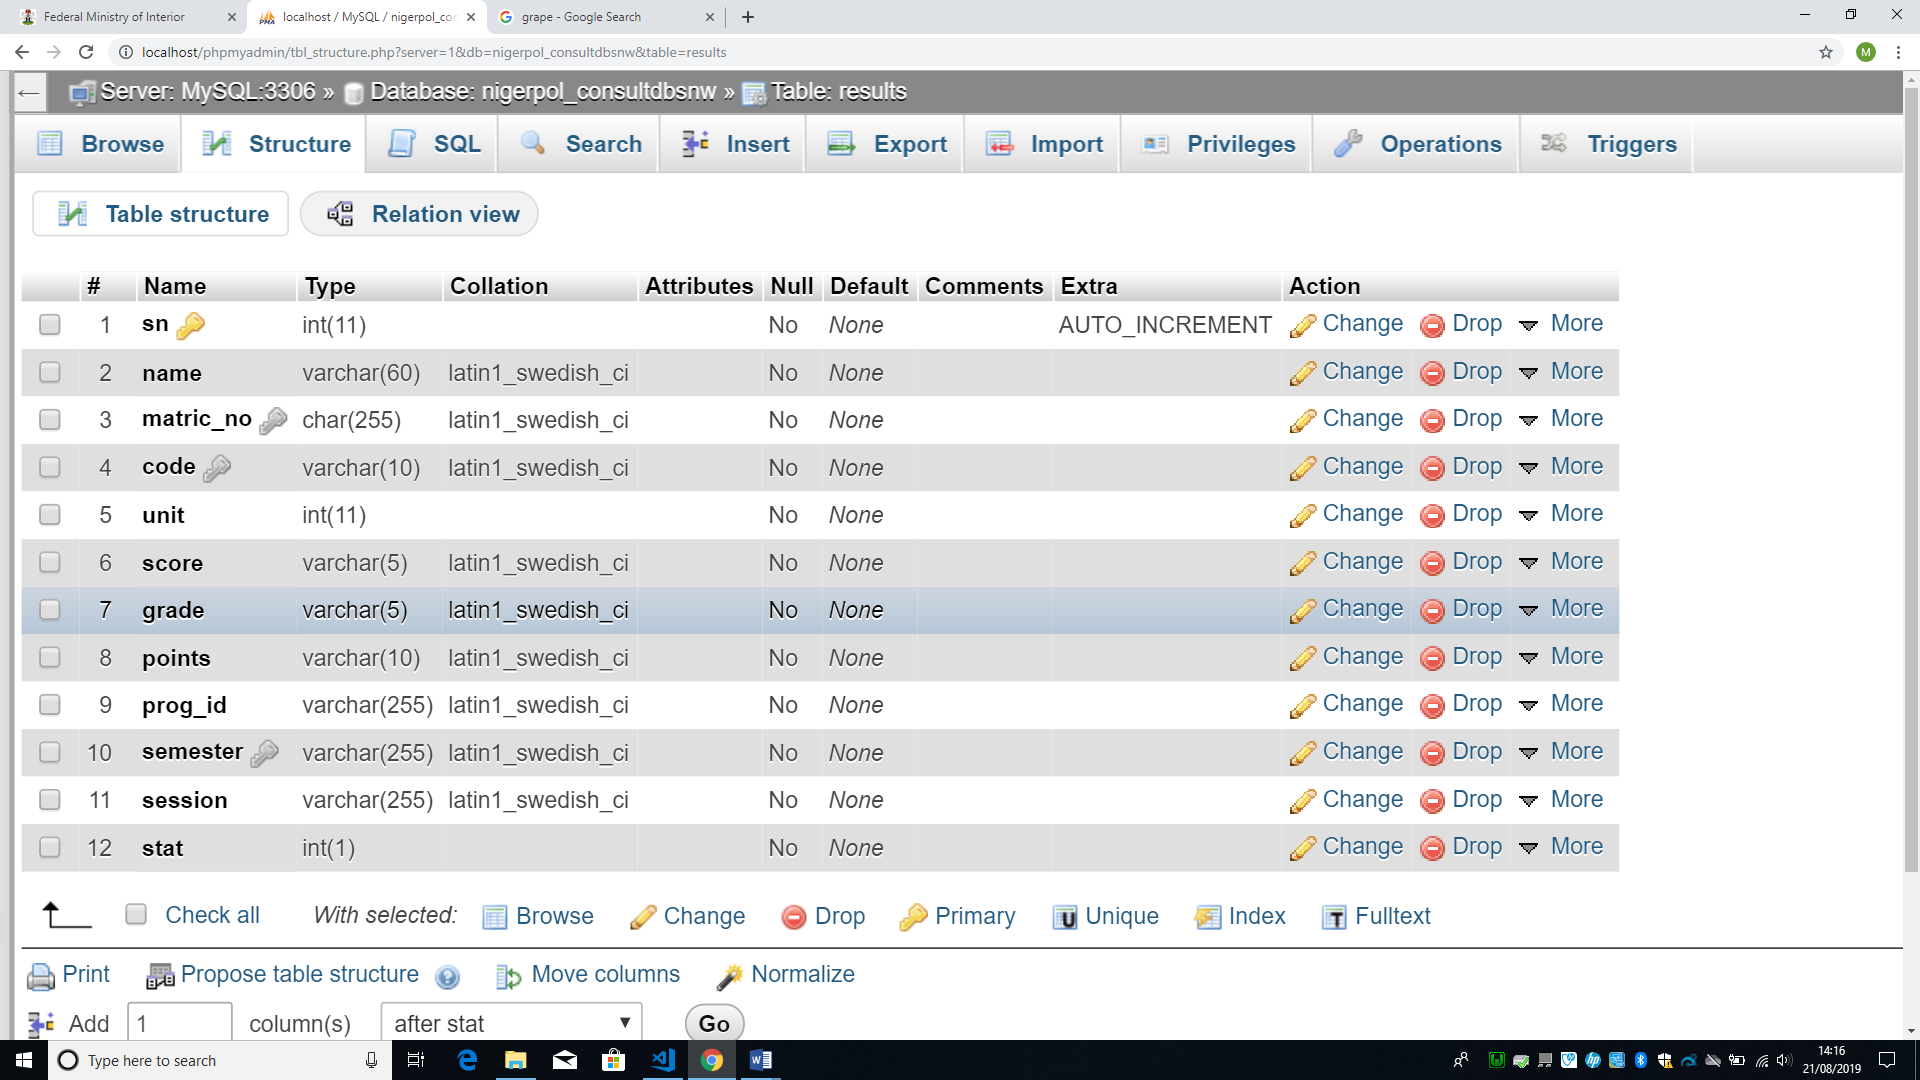 Federal Ministry of Interior
localhost / MySQL / nigerpol_con
grape - Google Search
localhost/phpmyadmin/tbl_structure.php?server=1&db=nigerpol_consultdbsnw&table=results
M
Server: MySQL:3306 » Database: nigerpol_consultdbsnw » Table: results
Browse Structure SQL Search Insert Export Import Privileges Operations Triggers
Table structure Relation view
# Name Type Collation Attributes Null Default Comments Extra Action
1 sn int(11) No None AUTO_INCREMENT Change Drop More
2 name varchar(60) latin1_swedish_ci No None Change Drop More
3 matric_no char(255) latin1_swedish_ci No None Change Drop More
4 code varchar(10) latin1_swedish_ci No None Change Drop More
5 unit int(11) No None Change Drop More
6 score varchar(5) latin1_swedish_ci No None Change Drop More
7 grade varchar(5) latin1_swedish_ci No None Change Drop More
8 points varchar(10) latin1_swedish_ci No None Change Drop More
9 prog_id varchar(255) latin1_swedish_ci No None Change Drop More
10 semester varchar(255) latin1_swedish_ci No None Change Drop More
11 session varchar(255) latin1_swedish_ci No None Change Drop More
12 stat int(1) No None Change Drop More
Check all With selected: Browse Change Drop Primary Unique Index Fulltext
Print Propose table structure Move columns Normalize
Add 1 column(s) after stat Go
Type here to search
14:16
21/08/2019